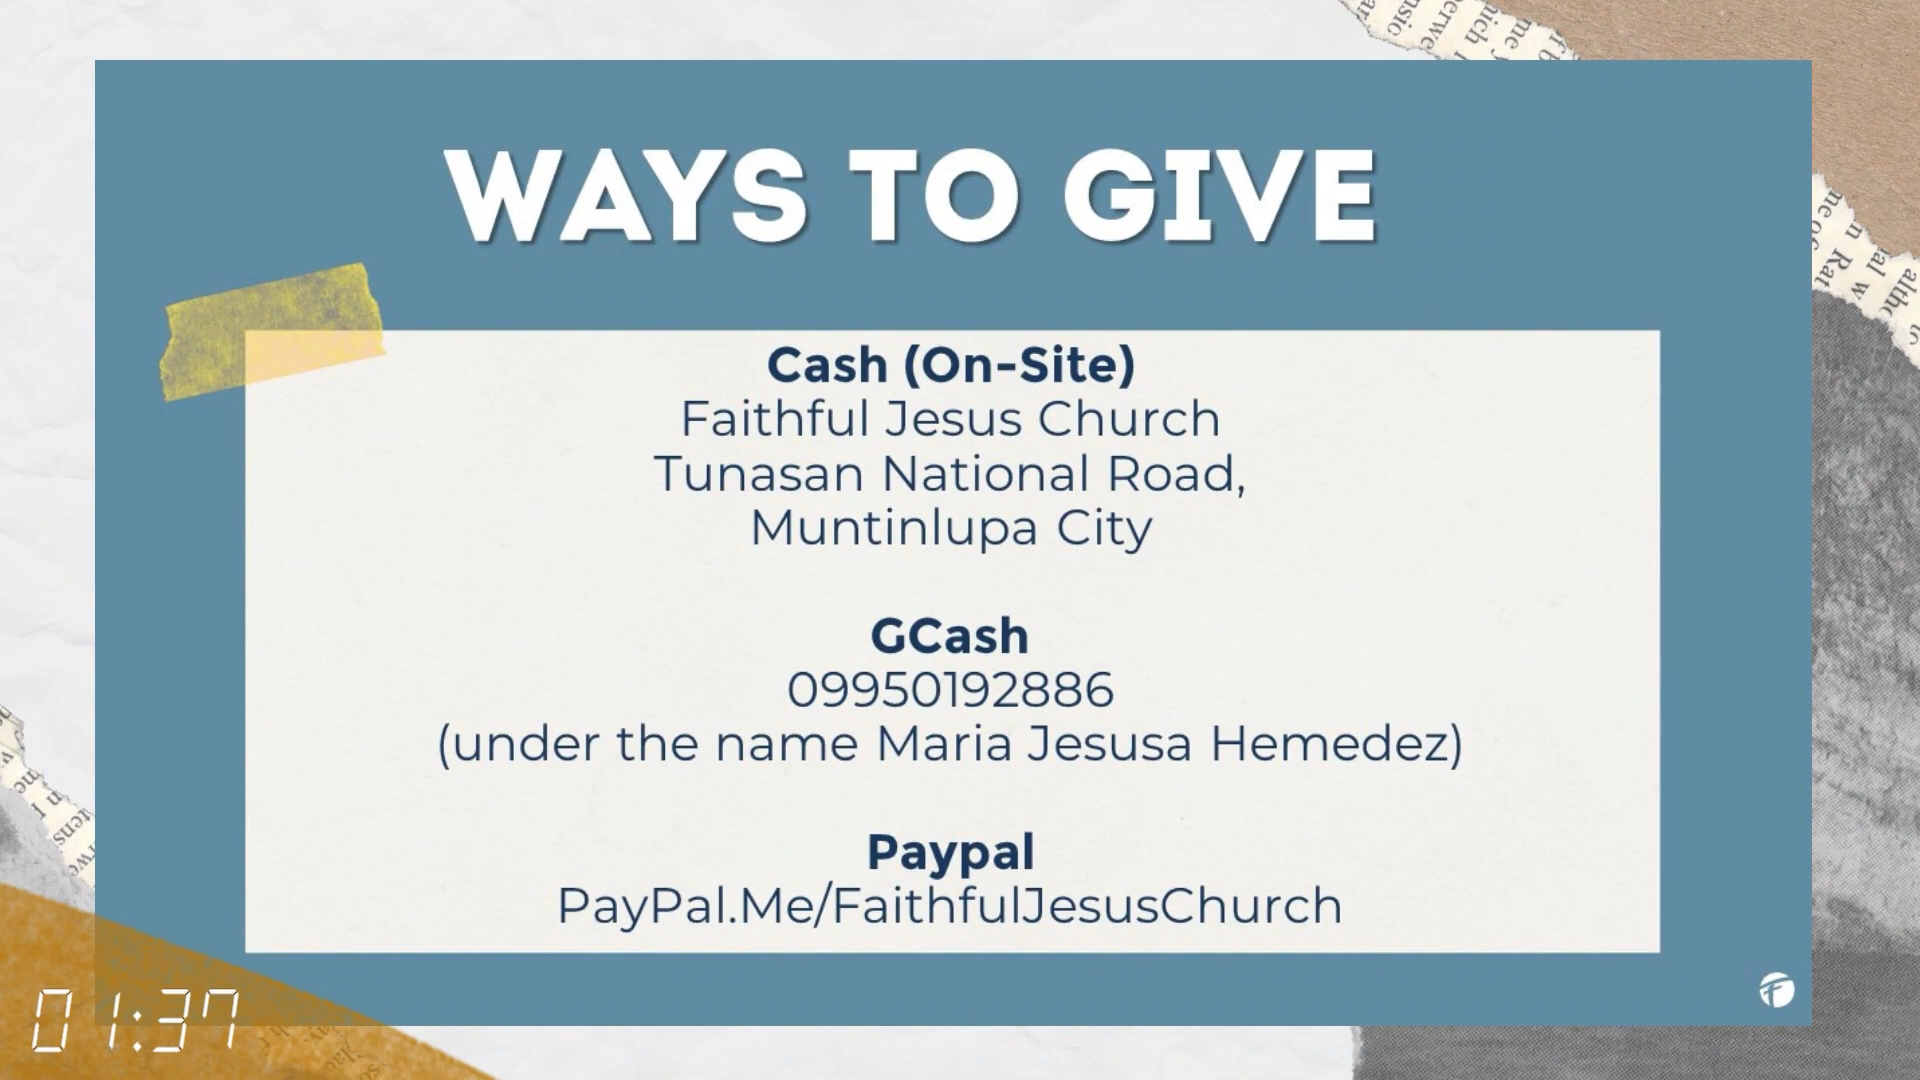 WAYS TO GIVE
Cash (On-Site)
Faithful Jesus Church
Tunasan National Road,
Muntinlupa City
GCash
09950192886
(under the name Maria Jesusa Hemedez)
Paypal
PayPal.Me/FaithfulJesusChurch
01:37